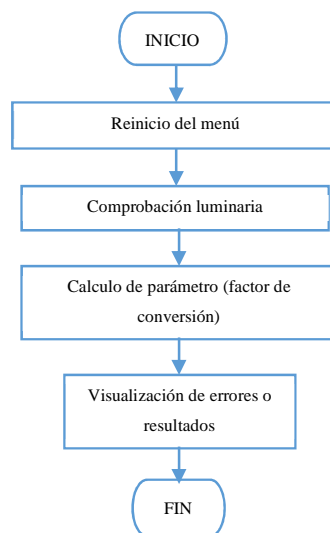 INICIO
Reinicio del menú
Comprobación luminaria
Calculo de parámetro (factor de
conversión)
Visualización de errores o
resultados
FIN